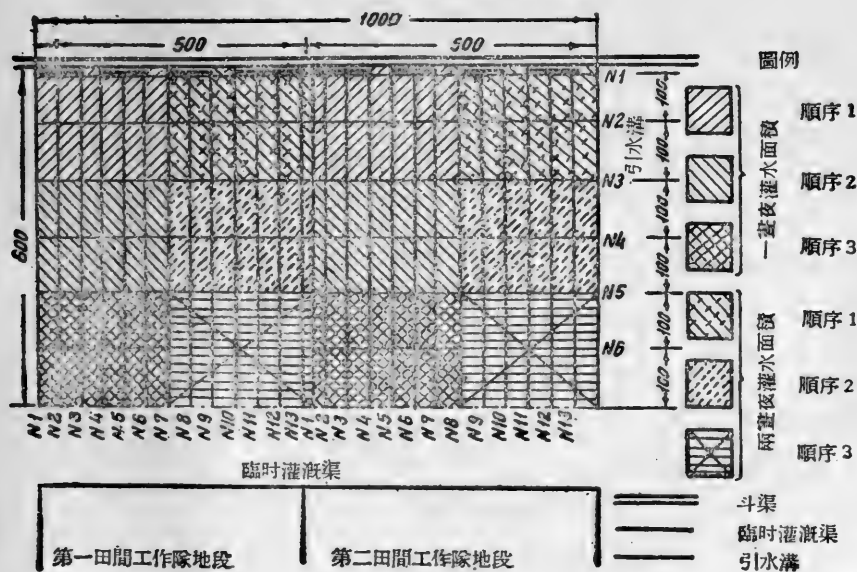 1000
500 500
600
N1
N2
N3
N4
N5
N6
100
100
100
100
100
100
引水溝
N1 N2 N3 N4 N5 N6 N7 N8 N9 N10 N11 N12 N13 N1 N2 N3 N4 N5 N6 N7 N8 N9 N10 N11 N12 N13
臨时灌漑渠
圖例
順序1
順序2
順序3
一晝夜灌水面積
順序1
順序2
順序3
兩晝夜灌水面積
第一田間工作隊地段
第二田間工作隊地段
斗渠
臨时灌漑渠
引水溝